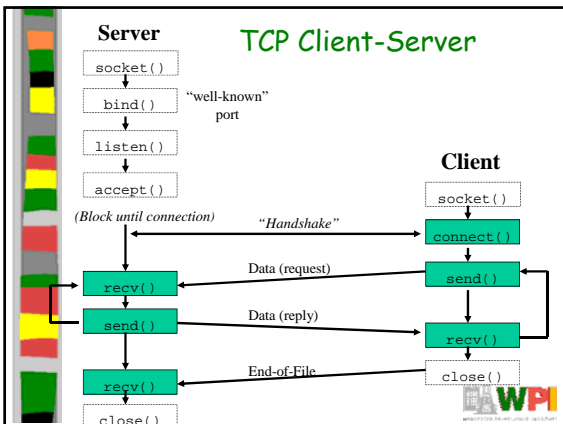 TCP Client-Server
Server
socket()
bind()
"well-known"
port
listen()
accept()
(Block until connection)
"Handshake"
recv()
send()
recv()
close()
Client
socket()
connect()
Data (request)
send()
Data (reply)
recv()
End-of-File
close()
WPI